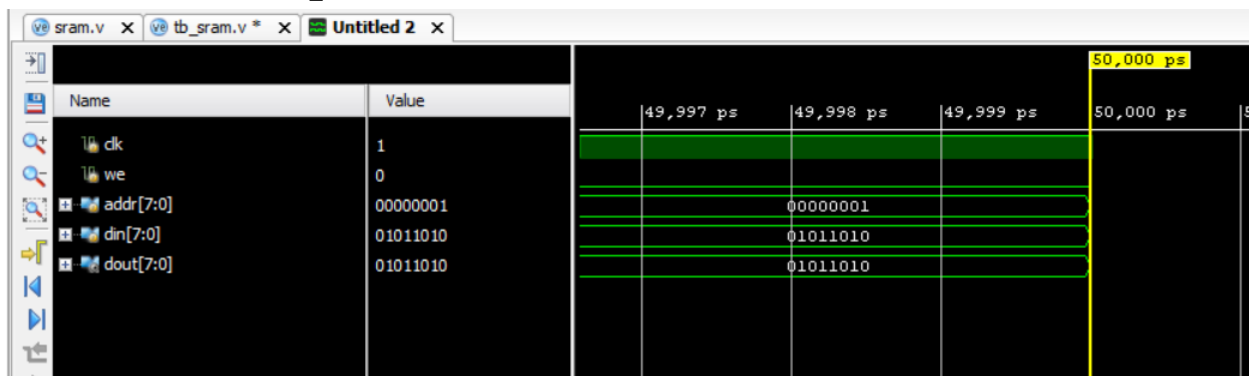 sram.v X tb_sram.v * X Untitled 2 X
50,000 ps
Name Value
49,997 ps 49,998 ps 49,999 ps 50,000 ps
clk 1
we 0
addr[7:0] 00000001 00000001
din[7:0] 01011010 01011010
dout[7:0] 01011010 01011010